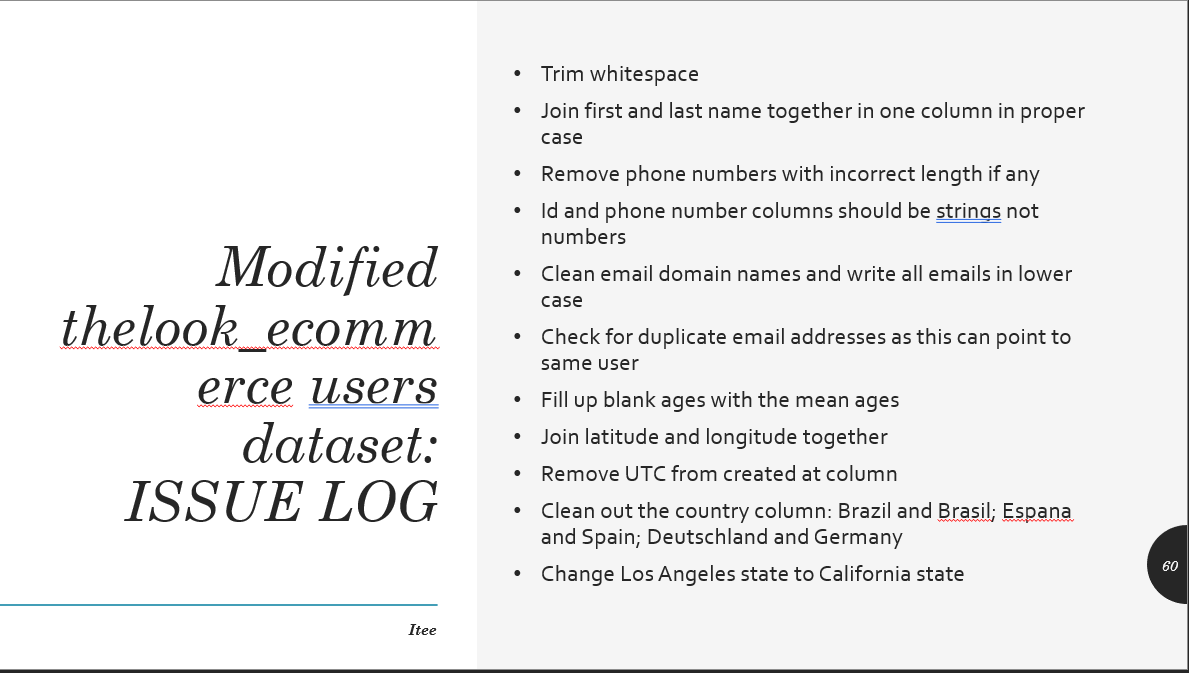 Modified
thelook_ecomm
erce users
dataset:
ISSUE LOG
Itee
• Trim whitespace
• Join first and last name together in one column in proper
case
• Remove phone numbers with incorrect length if any
• Id and phone number columns should be strings not
numbers
• Clean email domain names and write all emails in lower
case
• Check for duplicate email addresses as this can point to
same user
• Fill up blank ages with the mean ages
• Join latitude and longitude together
• Remove UTC from created at column
• Clean out the country column: Brazil and Brasil; Espana
and Spain; Deutschland and Germany
• Change Los Angeles state to California state
60